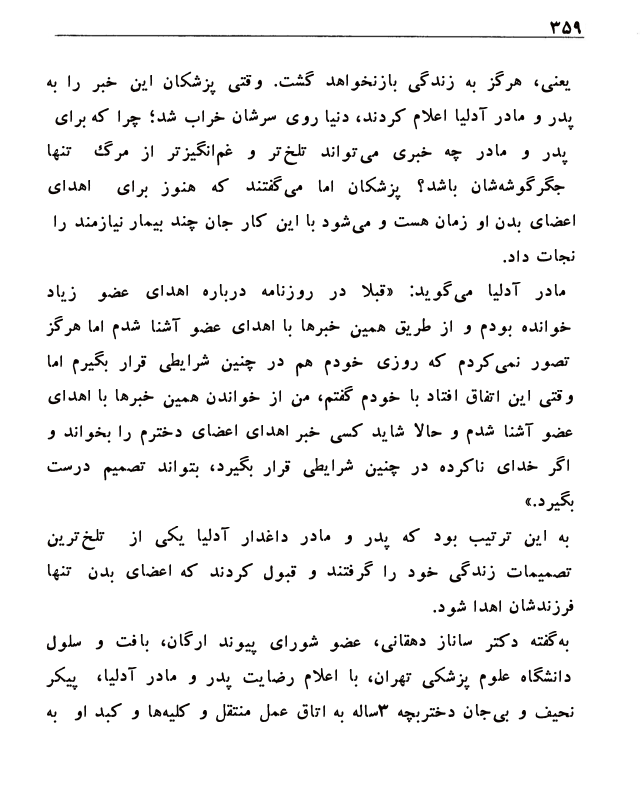 ۳۵۹
یعنی، هرگز به زندگی بازنخواهد گشت. وقتی پزشکان این خبر را به
پدر و مادر آدلیا اعلام کردند، دنیا روی سرشان خراب شد؛ چرا که برای
پدر و مادر چه خبری می‌تواند تلخ‌تر و غم‌انگیزتر از مرگ تنها
جگرگوشه‌شان باشد؟ پزشکان اما می‌گفتند که هنوز برای اهدای
اعضای بدن او زمان هست و می‌شود با این کار جان چند بیمار نیازمند را
نجات داد.
مادر آدلیا می‌گوید: «قبلا در روزنامه درباره اهدای عضو زیاد
خوانده بودم و از طریق همین خبرها با اهدای عضو آشنا شدم اما هرگز
تصور نمی‌کردم که روزی خودم هم در چنین شرایطی قرار بگیرم اما
وقتی این اتفاق افتاد با خودم گفتم، من از خواندن همین خبرها با اهدای
عضو آشنا شدم و حالا شاید کسی خبر اهدای اعضای دخترم را بخواند و
اگر خدای ناکرده در چنین شرایطی قرار بگیرد، بتواند تصمیم درست
بگیرد.»
به این ترتیب بود که پدر و مادر داغدار آدلیا یکی از تلخ‌ترین
تصمیمات زندگی خود را گرفتند و قبول کردند که اعضای بدن تنها
فرزندشان اهدا شود.
به‌گفته دکتر ساناز دهقانی، عضو شورای پیوند ارگان، بافت و سلول
دانشگاه علوم پزشکی تهران، با اعلام رضایت پدر و مادر آدلیا، پیکر
نحیف و بی‌جان دختربچه ۳ساله به اتاق عمل منتقل و کلیه‌ها و کبد او به